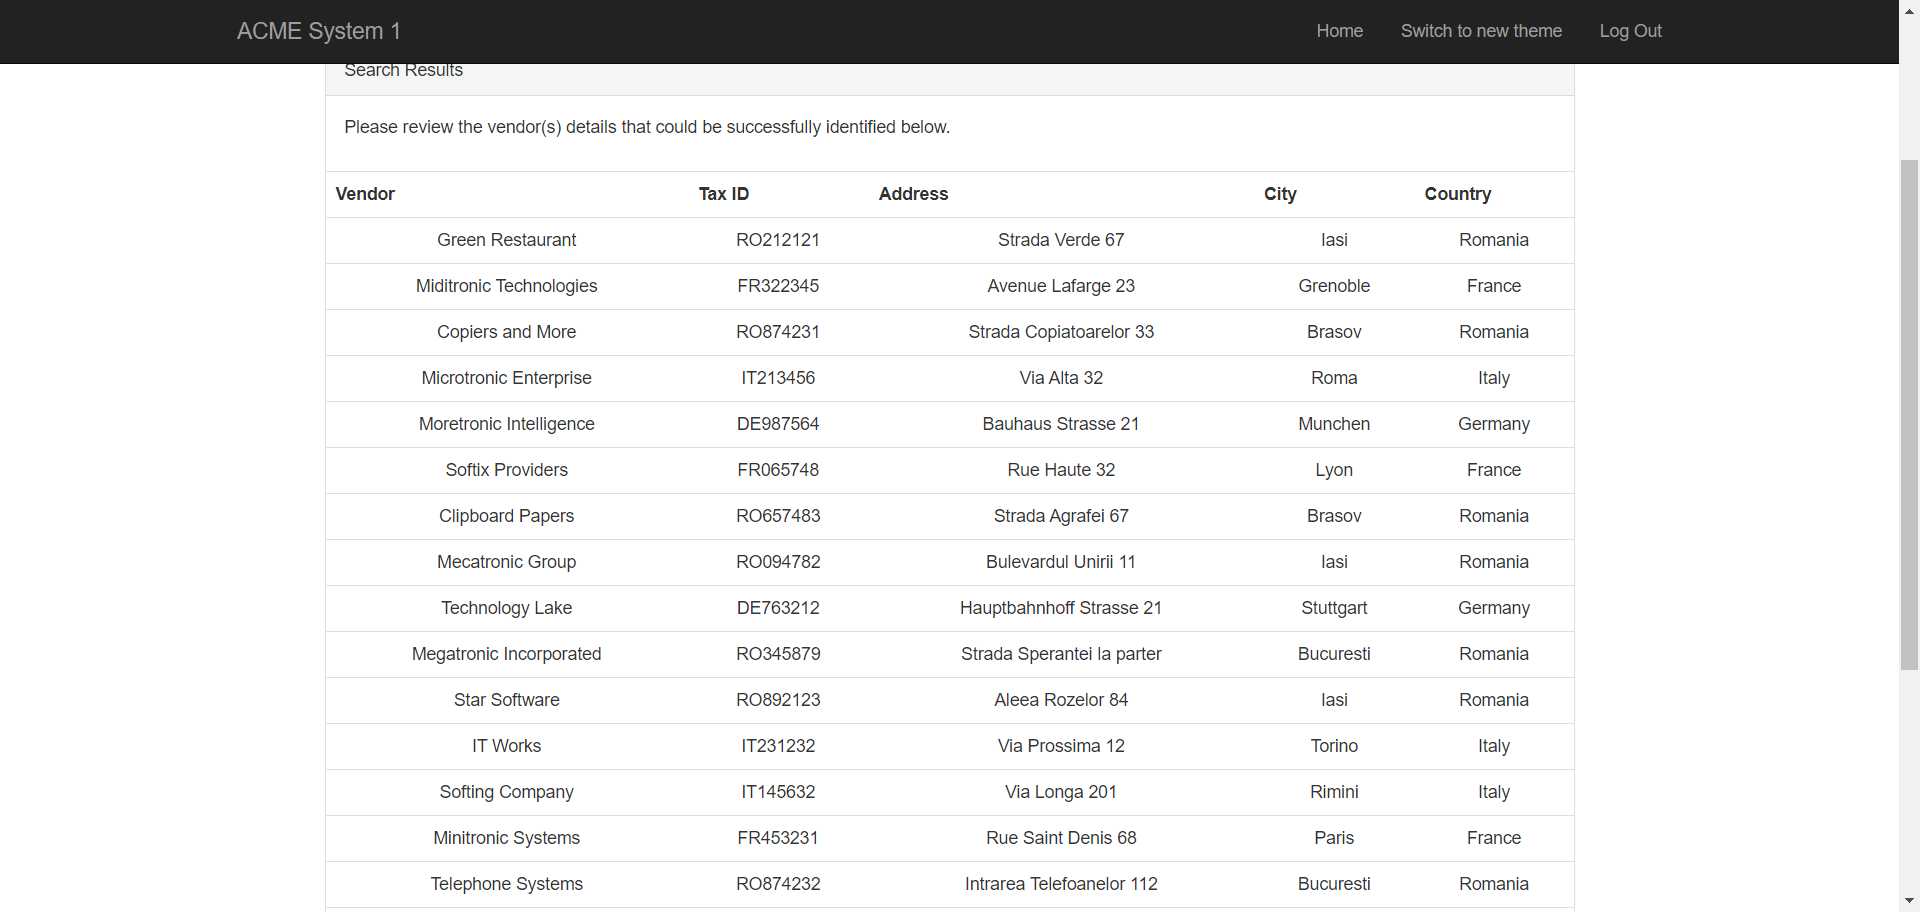 ACME System 1 Home Switch to new theme Log Out
Search Results
Please review the vendor(s) details that could be successfully identified below.
Vendor Tax ID Address City Country
Green Restaurant RO212121 Strada Verde 67 Iasi Romania
Miditronic Technologies FR322345 Avenue Lafarge 23 Grenoble France
Copiers and More RO874231 Strada Copiatoarelor 33 Brasov Romania
Microtronic Enterprise IT213456 Via Alta 32 Roma Italy
Moretronic Intelligence DE987564 Bauhaus Strasse 21 Munchen Germany
Softix Providers FR065748 Rue Haute 32 Lyon France
Clipboard Papers RO657483 Strada Agrafei 67 Brasov Romania
Mecatronic Group RO094782 Bulevardul Unirii 11 Iasi Romania
Technology Lake DE763212 Hauptbahnhoff Strasse 21 Stuttgart Germany
Megatronic Incorporated RO345879 Strada Sperantei la parter Bucuresti Romania
Star Software RO892123 Aleea Rozelor 84 Iasi Romania
IT Works IT231232 Via Prossima 12 Torino Italy
Softing Company IT145632 Via Longa 201 Rimini Italy
Minitronic Systems FR453231 Rue Saint Denis 68 Paris France
Telephone Systems RO874232 Intrarea Telefoanelor 112 Bucuresti Romania